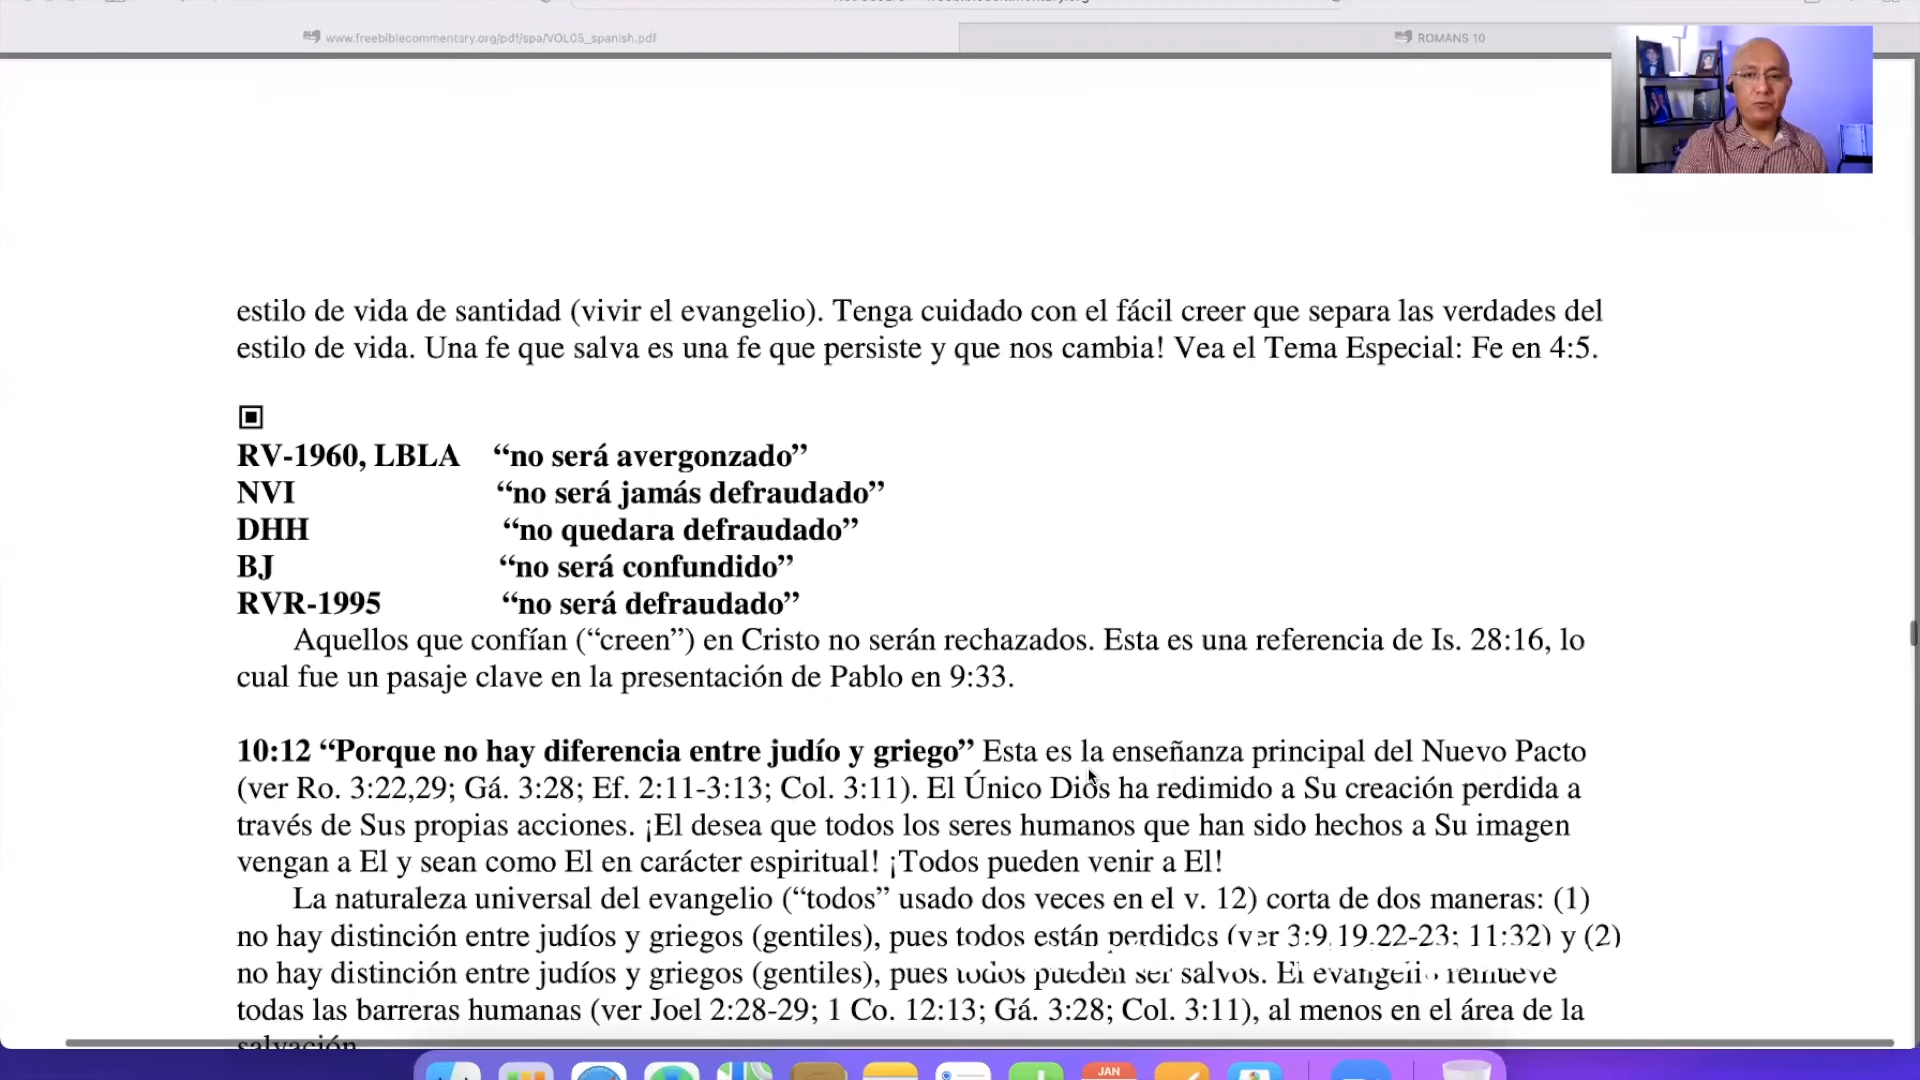 www.freebiblecommentary.org/pdf/spa/VOL05_spanish.pdf
ROMANS 10
estilo de vida de santidad (vivir el evangelio). Tenga cuidado con el fácil creer que separa las verdades del
estilo de vida. Una fe que salva es una fe que persiste y que nos cambia! Vea el Tema Especial: Fe en 4:5.
RV-1960, LBLA “no será avergonzado”
NVI “no será jamás defraudado”
DHH “no quedara defraudado”
BJ “no será confundido”
RVR-1995 “no será defraudado”
Aquellos que confían (“creen”) en Cristo no serán rechazados. Esta es una referencia de Is. 28:16, lo
cual fue un pasaje clave en la presentación de Pablo en 9:33.
10:12 “Porque no hay diferencia entre judío y griego” Esta es la enseñanza principal del Nuevo Pacto
(ver Ro. 3:22,29; Gá. 3:28; Ef. 2:11-3:13; Col. 3:11). El Único Dios ha redimido a Su creación perdida a
través de Sus propias acciones. ¡El desea que todos los seres humanos que han sido hechos a Su imagen
vengan a El y sean como El en carácter espiritual! ¡Todos pueden venir a El!
La naturaleza universal del evangelio (“todos” usado dos veces en el v. 12) corta de dos maneras: (1)
no hay distinción entre judíos y griegos (gentiles), pues todos están perdidos (ver 3:9,19,22-23; 11:32) y (2)
no hay distinción entre judíos y griegos (gentiles), pues todos pueden ser salvos. El evangelio remueve
todas las barreras humanas (ver Joel 2:28-29; 1 Co. 12:13; Gá. 3:28; Col. 3:11), al menos en el área de la
salvación
JAN